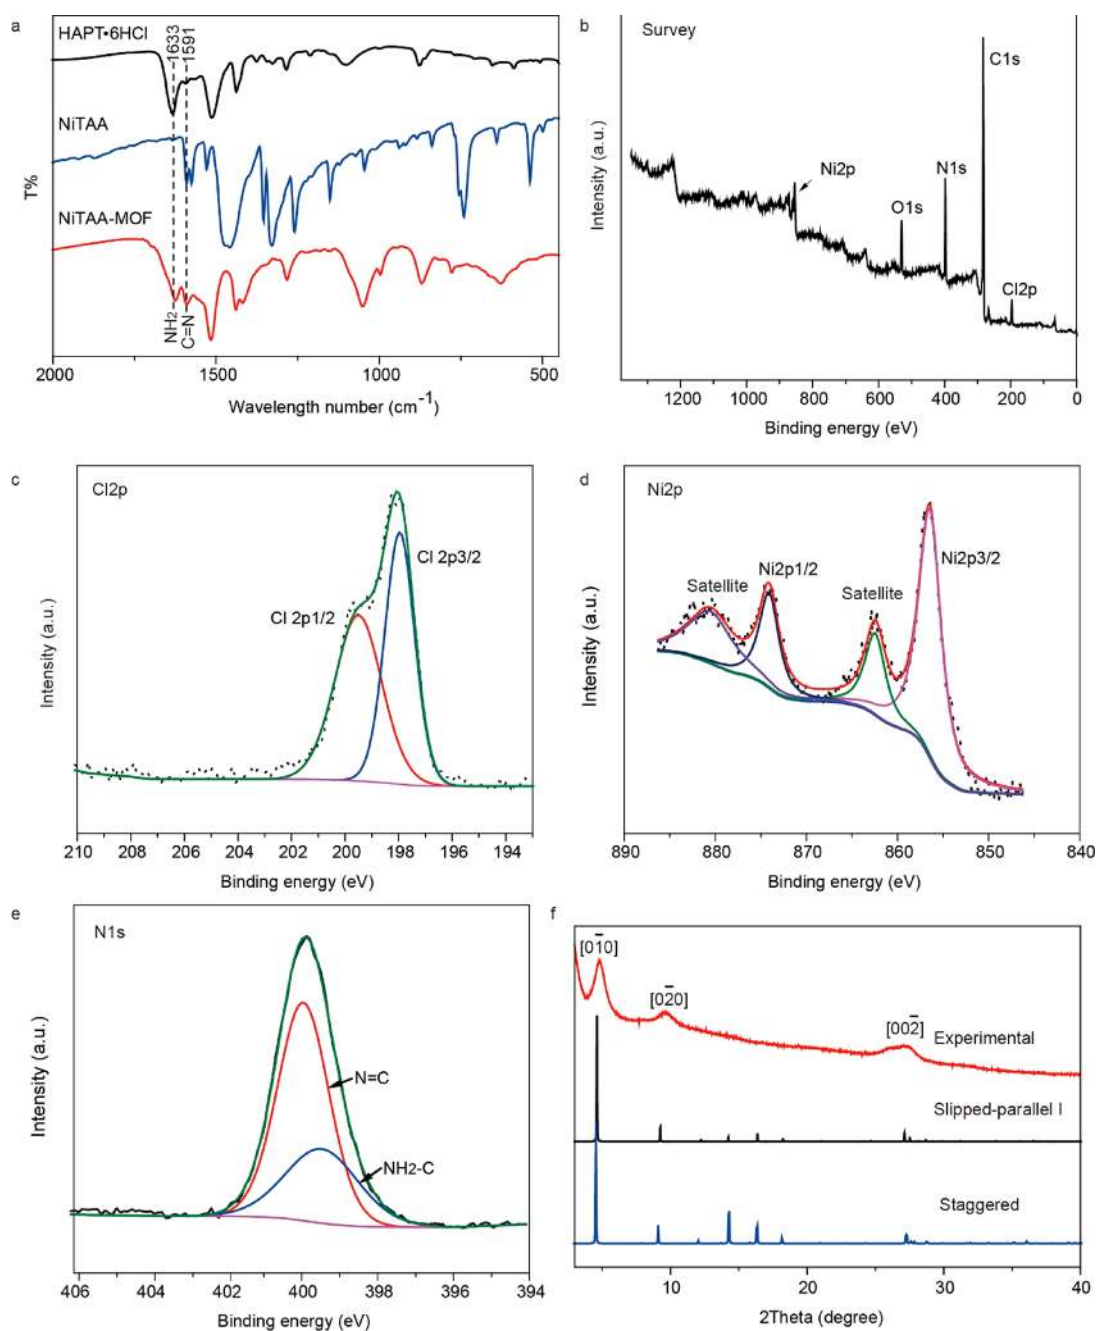 a
HAPT•6HCl
1633
1591
NiTAA
NiTAA-MOF
NH2
C=N
T%
2000
1500
1000
500
Wavelength number (cm-1)
b
Survey
C1s
Ni2p
N1s
O1s
Cl2p
Intensity (a.u.)
1200
1000
800
600
400
200
0
Binding energy (eV)
c
Cl2p
Cl 2p3/2
Cl 2p1/2
Intensity (a.u.)
210
208
206
204
202
200
198
196
194
Binding energy (eV)
d
Ni2p
Ni2p3/2
Ni2p1/2
Satellite
Satellite
Intensity (a.u.)
890
880
870
860
850
840
Binding energy (eV)
e
N1s
N=C
NH2-C
Intensity (a.u.)
406
404
402
400
398
396
394
Binding energy (eV)
f
[01̅0]
[02̅0]
[002̅]
Experimental
Slipped-parallel I
Staggered
Intensity (a.u.)
10
20
30
40
2Theta (degree)